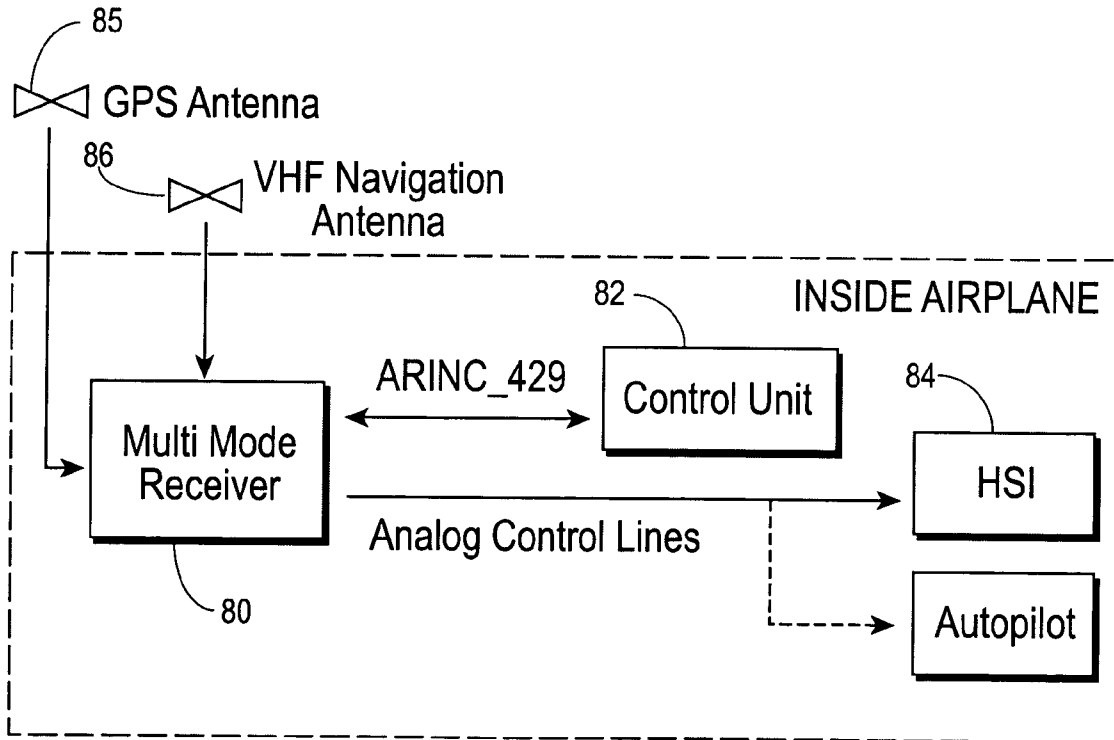 85
GPS Antenna
86
VHF Navigation
Antenna
INSIDE AIRPLANE
82
ARINC_429
Control Unit
84
Multi Mode
Receiver
HSI
Analog Control Lines
80
Autopilot